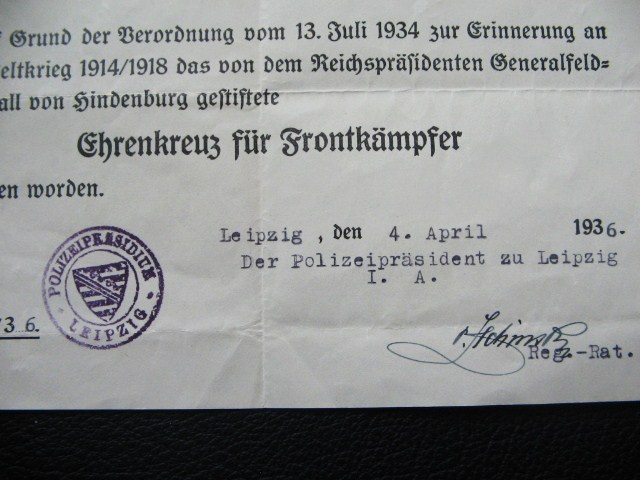 Grund der Verordnung vom 13. Juli 1934 zur Erinnerung an
eltkrieg 1914/1918 das von dem Reichspräsidenten Generalfeld=
all von Hindenburg gestiftete
Ehrenkreuz für Frontkämpfer
en worden.
Leipzig, den 4. April 1936.
Der Polizeipräsident zu Leipzig
I. A.
POLIZEIPRÄSIDIUM
LEIPZIG
36.
Reg.-Rat.